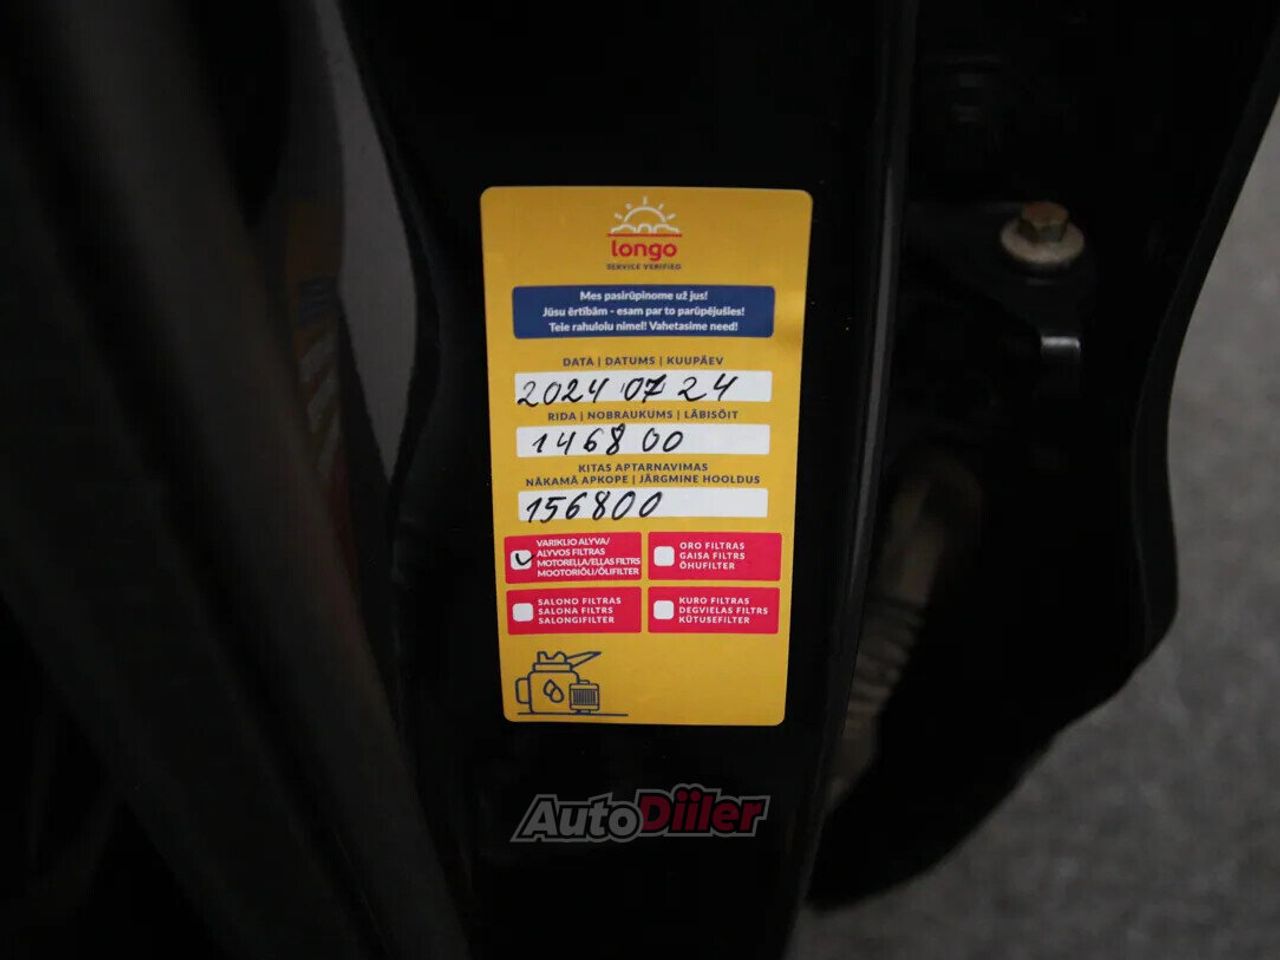 longo
SERVICE VERIFIED
Mes pasirūpinome už jus!
Jūsu ērtībām - esam par to parūpējušies!
Teie rahuloiu nimel! Vahetasime need!
DATA | DATUMS | KUUPÄEV
2024 07 24
RIDA | NOBRAUKUMS | LÄBISÕIT
146800
KITAS APTARNAVIMAS
NĀKAMĀ APKOPE | JÄRGMINE HOOLDUS
156800
VARIKLIO ALYVA/
ALYVOS FILTRAS
MOTORELLA/ELLAS FILTRS
MOOTORIÕLI/ÕLIFILTER
ORO FILTRAS
GAISA FILTRS
ÕHUFILTER
SALONO FILTRAS
SALONA FILTRS
SALONGIFILTER
KURO FILTRAS
DEGVIELAS FILTRS
KÜTUSEFILTER
AutoDiiler